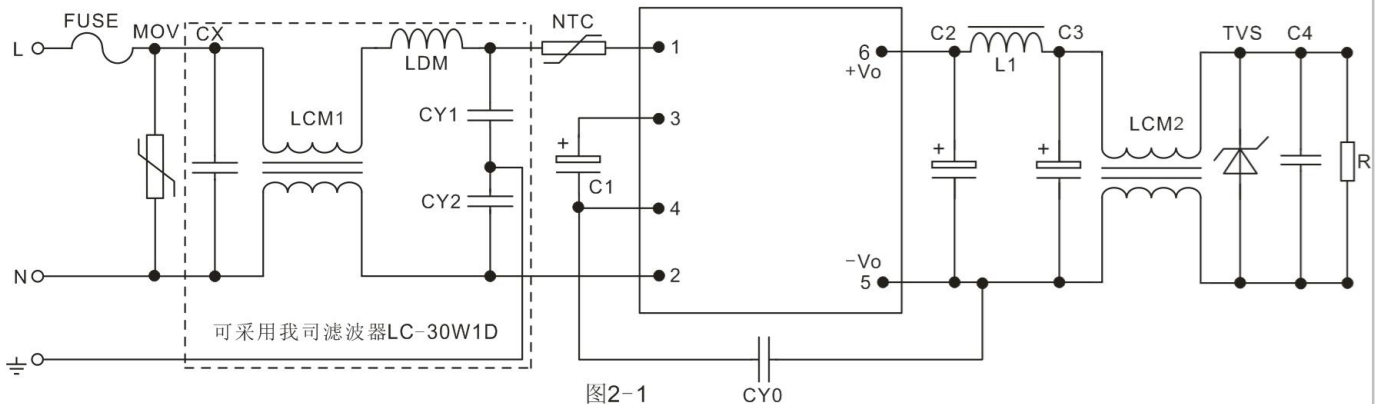 FUSE
MOV
CX
NTC
L
LDM
1
6
+Vo
C2
L1
C3
TVS
C4
LCM1
CY1
3
LCM2
+
+
+
R
C1
CY2
4
N
2
-Vo
5
可采用我司滤波器LC-30W1D
图2-1
CY0